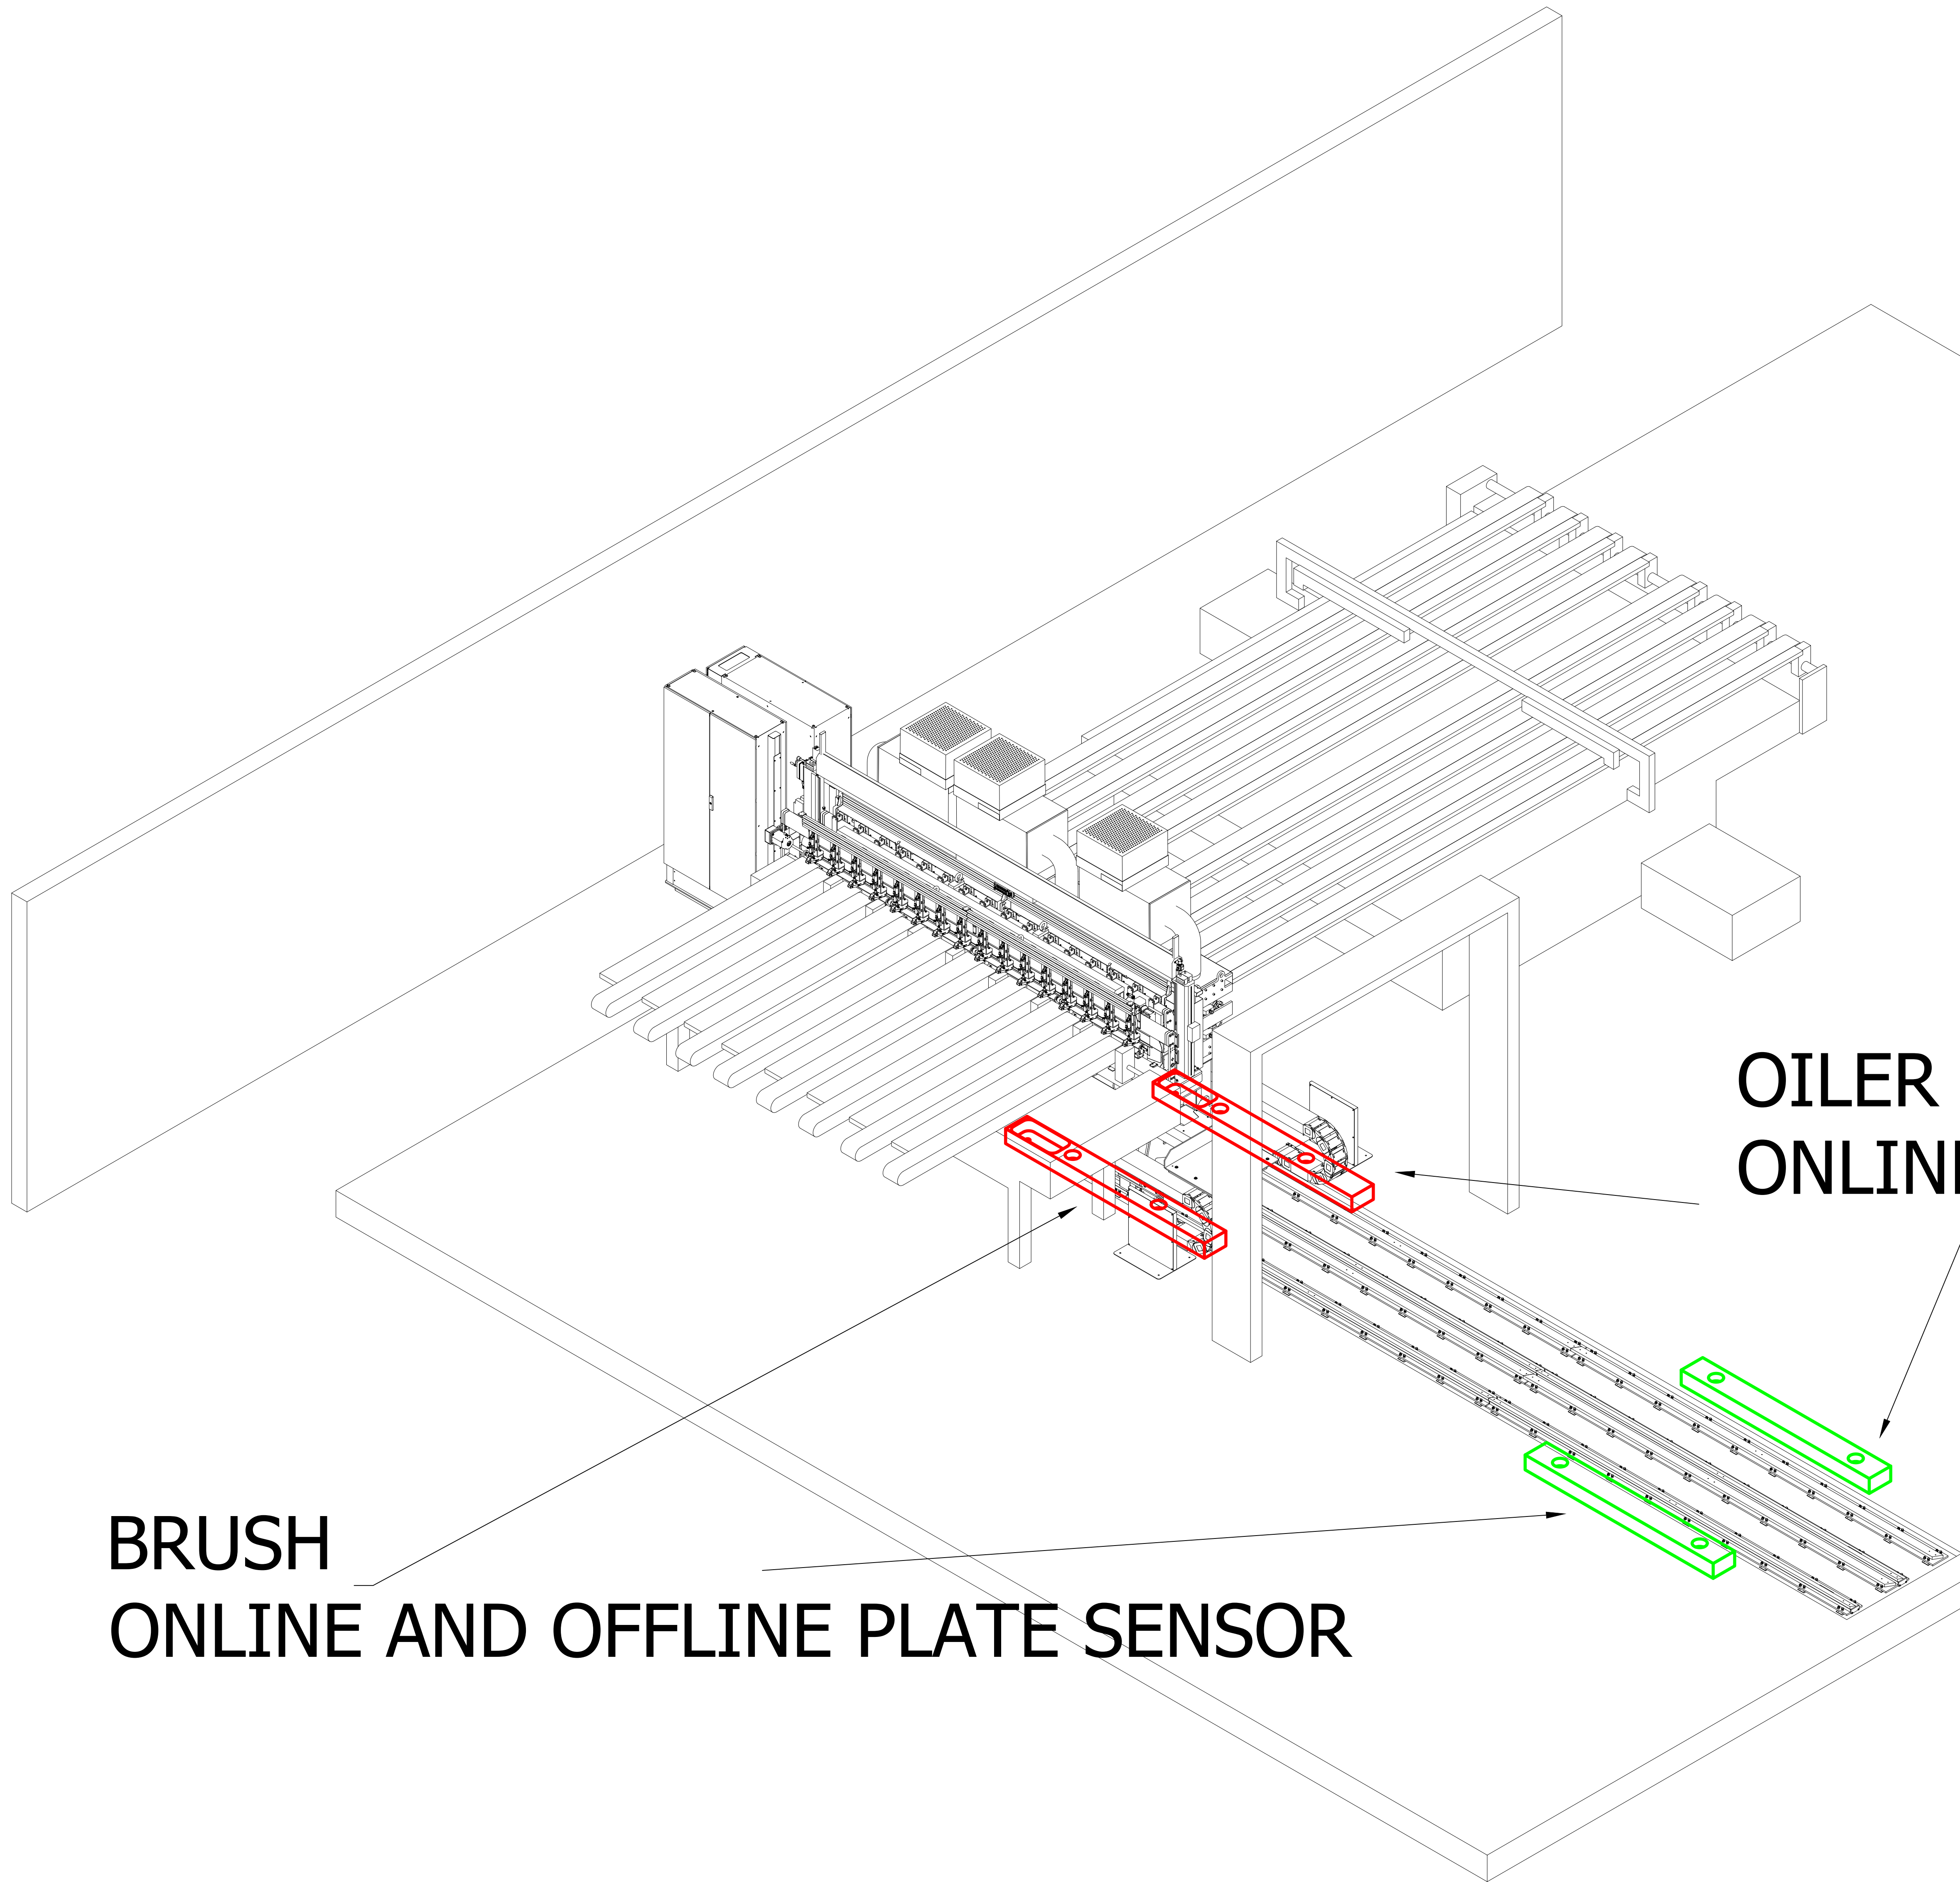 OILER
BRUSH
ONLINE AND OFFLINE PLATE SENSOR